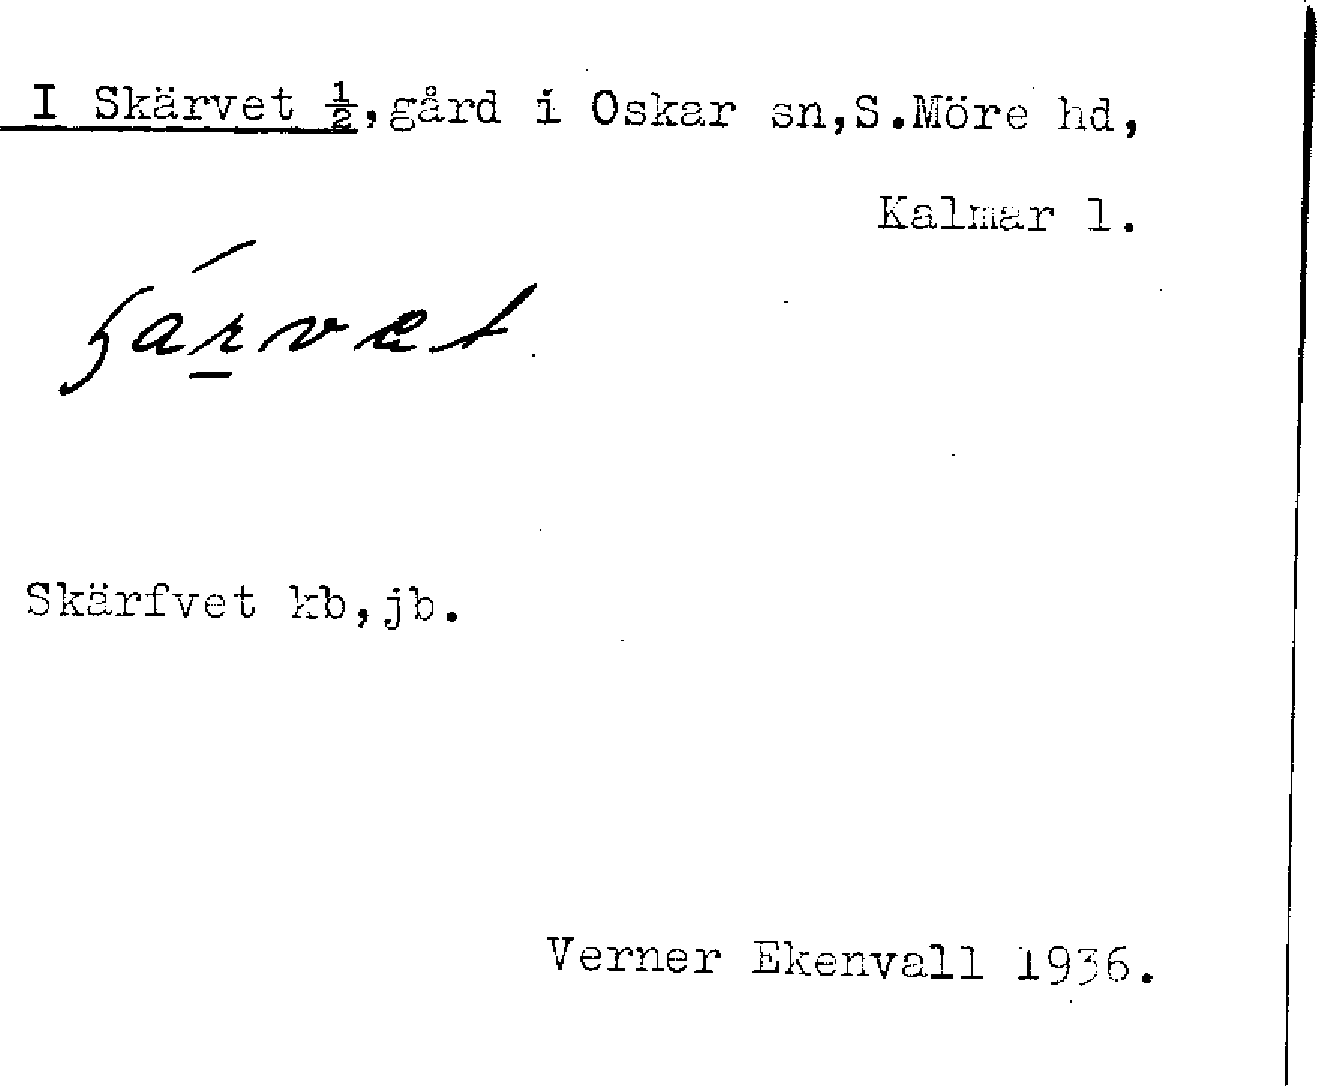 I Skärvet ½,gård i Oskar sn,S.Möre hd,
Kalmar l.
Skärfvet kb,jb.
Verner Ekenvall 1936.